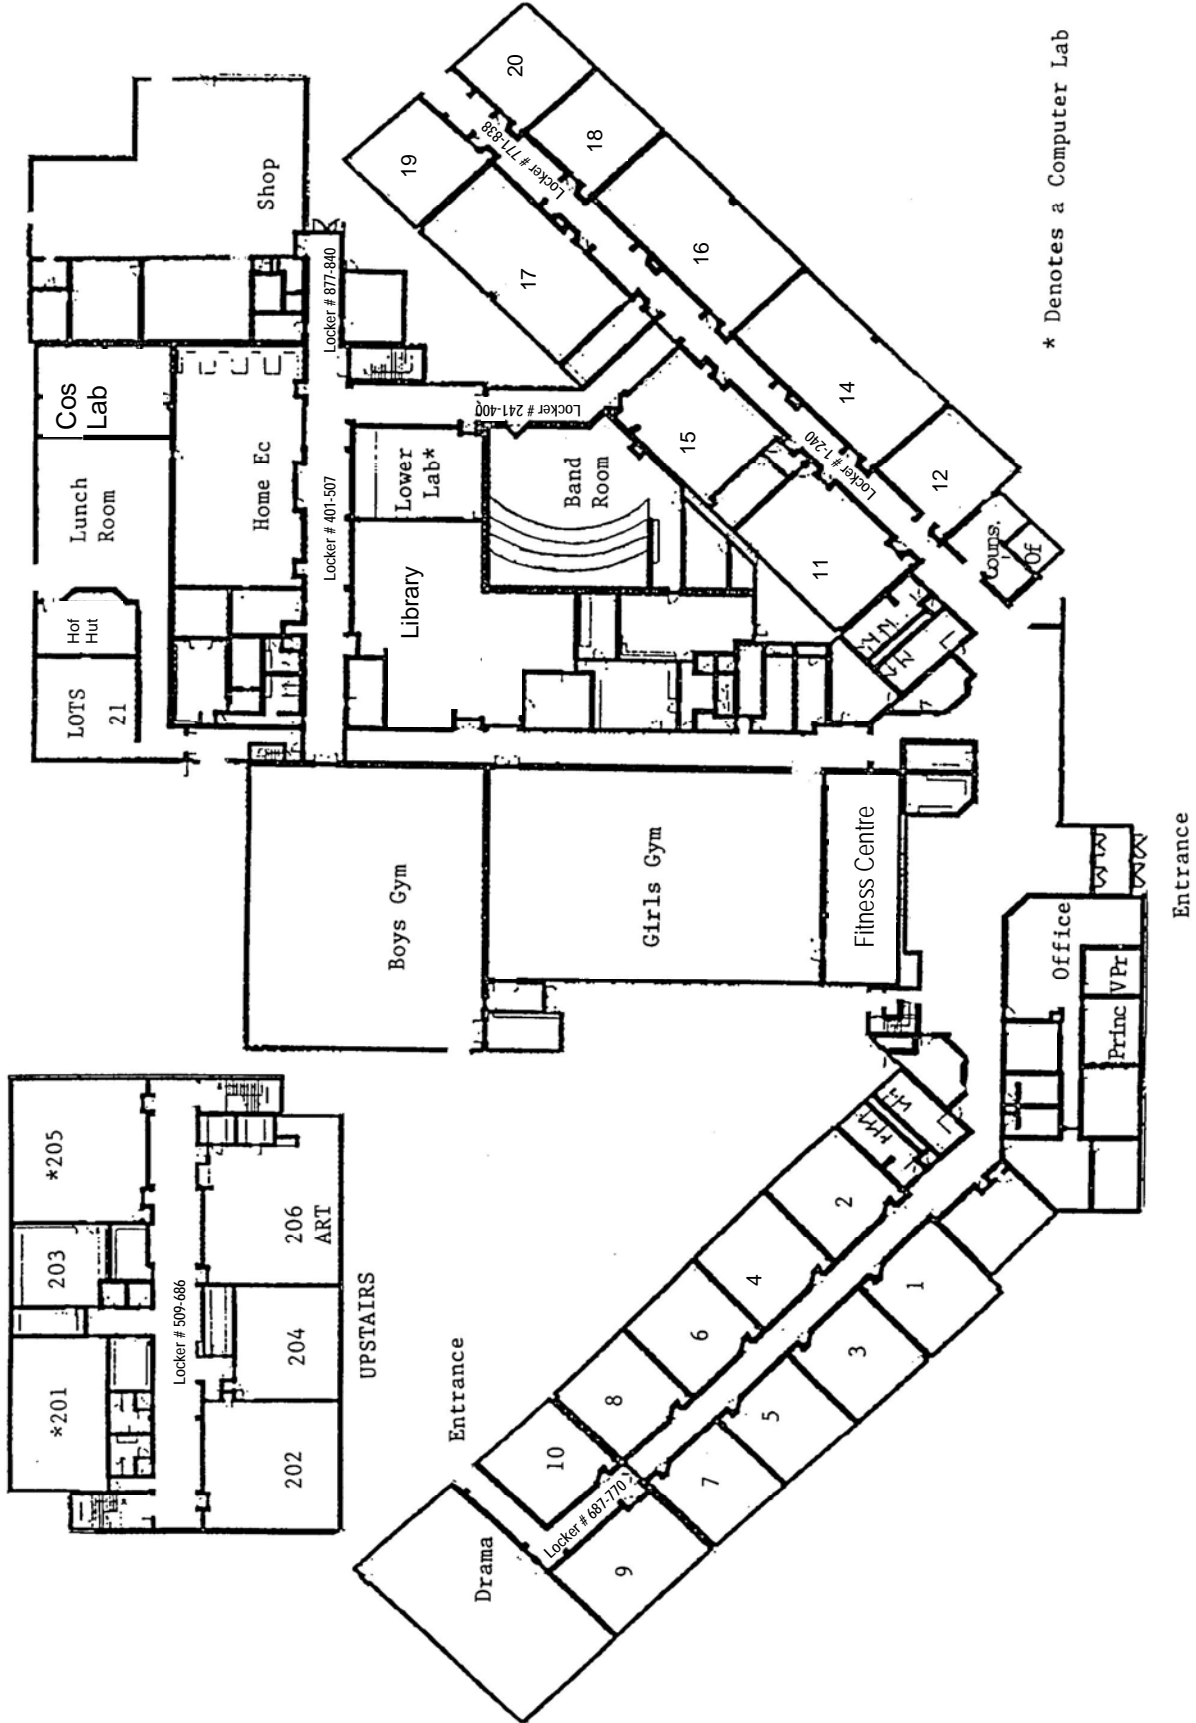 20
18
16
14
12
19
17
15
11
Locker # 771-838
Locker # 1-240
Couns.
Of
* Denotes a Computer Lab
Shop
Locker # 877-840
Cos
Lab
Lunch
Room
Hof
Hut
LOTS
21
Home Ec
Locker # 401-507
Locker # 241-400
Lower
Lab*
Band
Room
Library
Boys Gym
Girls Gym
Fitness Centre
Entrance
Office
VPr
Princ
*205
203
*201
206
ART
204
202
Locker # 509-686
UPSTAIRS
Entrance
2
4
6
8
10
1
3
5
7
9
Locker # 687-770
Drama